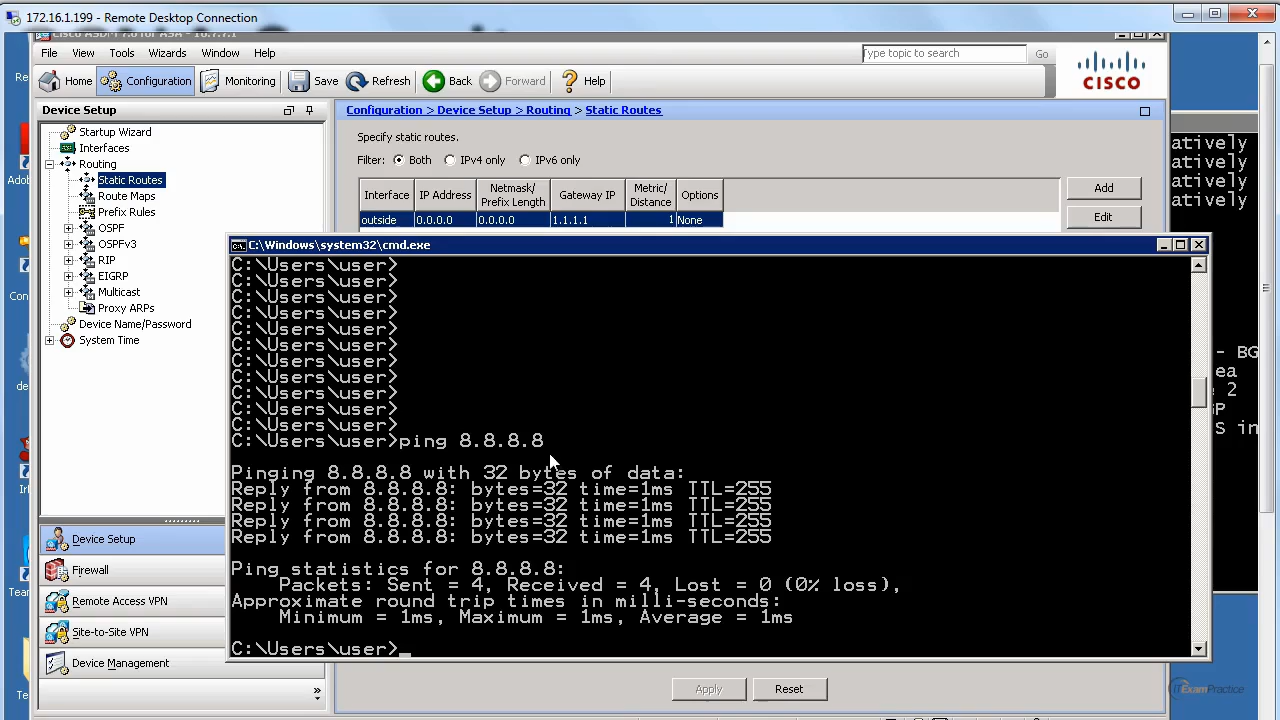 172.16.1.199 - Remote Desktop Connection
File View Tools Wizards Window Help
Type topic to search Go
Home Configuration Monitoring Save Refresh Back Forward Help
CISCO
Device Setup
Startup Wizard
Interfaces
Routing
Static Routes
Route Maps
Prefix Rules
OSPF
OSPFv3
RIP
EIGRP
Multicast
Proxy ARPs
Device Name/Password
System Time
Device Setup
Firewall
Remote Access VPN
Site-to-Site VPN
Device Management
Configuration > Device Setup > Routing > Static Routes
Specify static routes.
Filter: Both IPv4 only IPv6 only
Interface IP Address Netmask/ Prefix Length Gateway IP Metric/ Distance Options
outside 0.0.0.0 0.0.0.0 1.1.1.1 1 None
Add
Edit
C:\Windows\system32\cmd.exe
C:\Users\user>
C:\Users\user>
C:\Users\user>
C:\Users\user>
C:\Users\user>
C:\Users\user>
C:\Users\user>
C:\Users\user>
C:\Users\user>
C:\Users\user>
C:\Users\user>
C:\Users\user>ping 8.8.8.8
Pinging 8.8.8.8 with 32 bytes of data:
Reply from 8.8.8.8: bytes=32 time=1ms TTL=255
Reply from 8.8.8.8: bytes=32 time=1ms TTL=255
Reply from 8.8.8.8: bytes=32 time=1ms TTL=255
Reply from 8.8.8.8: bytes=32 time=1ms TTL=255
Ping statistics for 8.8.8.8:
Packets: Sent = 4, Received = 4, Lost = 0 (0% loss),
Approximate round trip times in milli-seconds:
Minimum = 1ms, Maximum = 1ms, Average = 1ms
C:\Users\user>_
Apply Reset
atively
atively
atively
atively
- BG
ea
2
P
S in
ITExamPractice